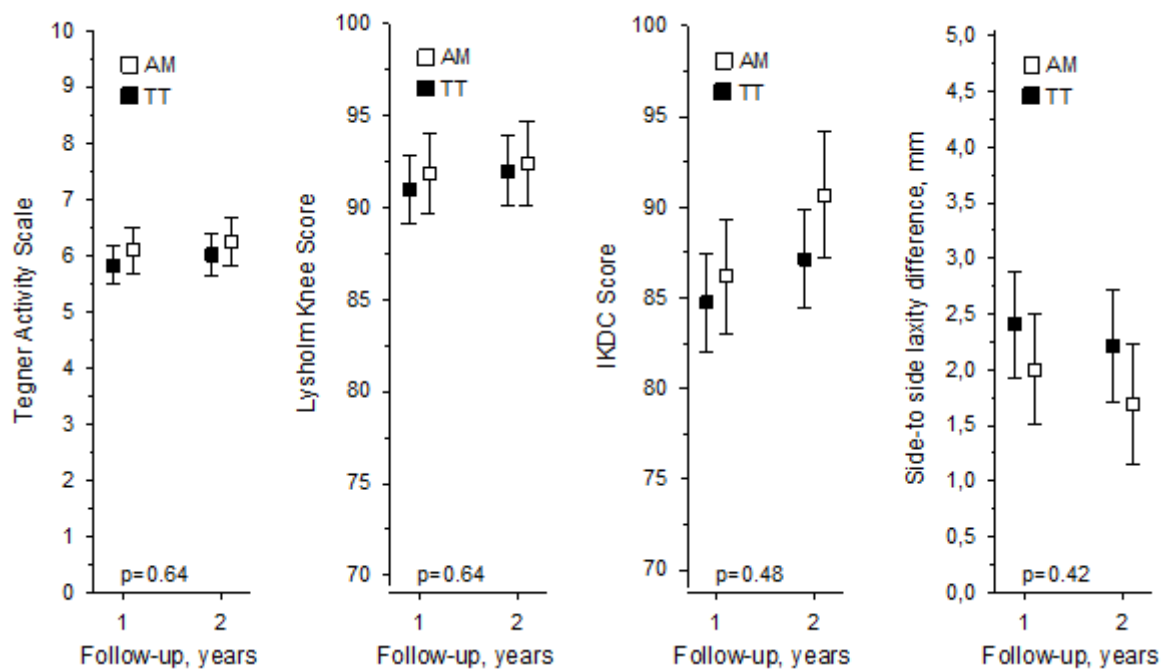 Tegner Activity Scale
10
9
8
7
6
5
4
3
2
1
0
AM
TT
p=0.64
1 2
Follow-up, years
Lysholm Knee Score
100
95
90
85
80
75
70
AM
TT
p=0.64
1 2
Follow-up, years
IKDC Score
100
95
90
85
80
75
70
AM
TT
p=0.48
1 2
Follow-up, years
Side-to side laxity difference, mm
5,0
4,5
4,0
3,5
3,0
2,5
2,0
1,5
1,0
0,5
0,0
AM
TT
p=0.42
1 2
Follow-up, years